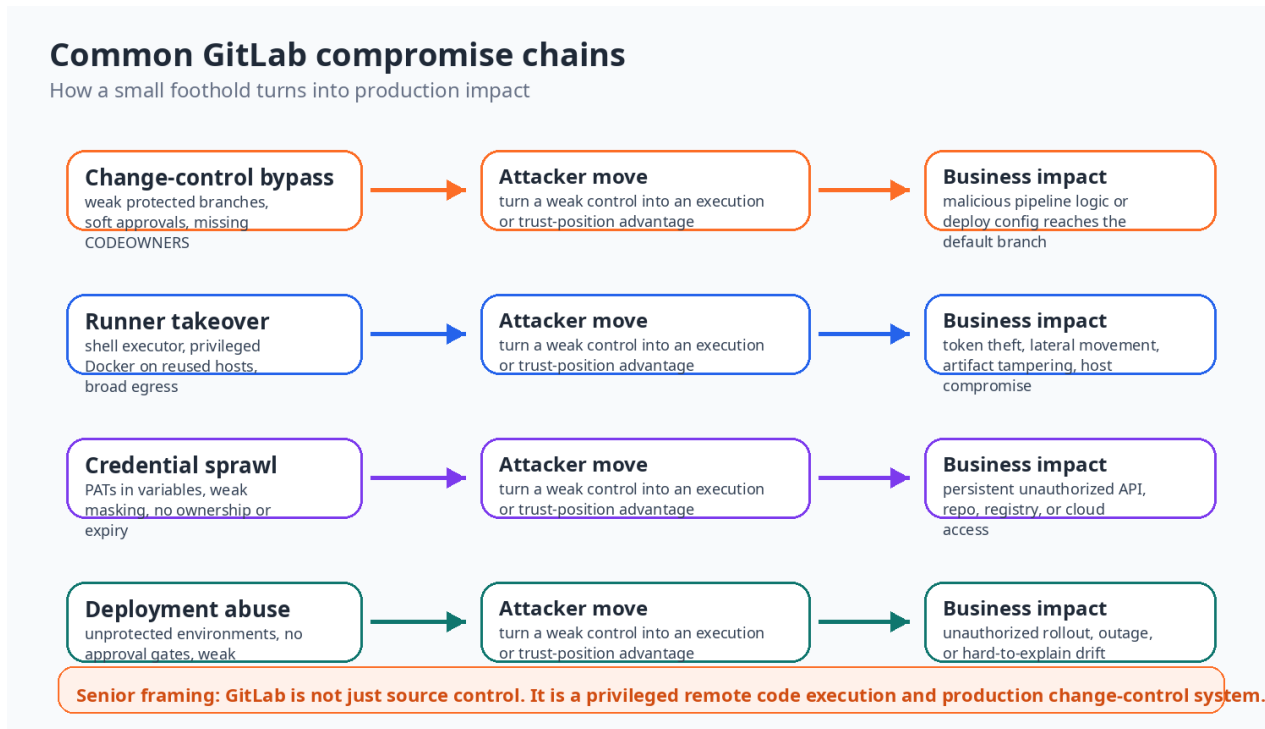 Common GitLab compromise chains
How a small foothold turns into production impact
Change-control bypass
weak protected branches,
soft approvals, missing
CODEOWNERS
Attacker move
turn a weak control into an execution
or trust-position advantage
Business impact
malicious pipeline logic or
deploy config reaches the
default branch
Runner takeover
shell executor, privileged
Docker on reused hosts,
broad egress
Attacker move
turn a weak control into an execution
or trust-position advantage
Business impact
token theft, lateral movement,
artifact tampering, host
compromise
Credential sprawl
PATs in variables, weak
masking, no ownership or
expiry
Attacker move
turn a weak control into an execution
or trust-position advantage
Business impact
persistent unauthorized API,
repo, registry, or cloud
access
Deployment abuse
unprotected environments, no
approval gates, weak
Attacker move
turn a weak control into an execution
or trust-position advantage
Business impact
unauthorized rollout, outage,
or hard-to-explain drift
Senior framing: GitLab is not just source control. It is a privileged remote code execution and production change-control system.